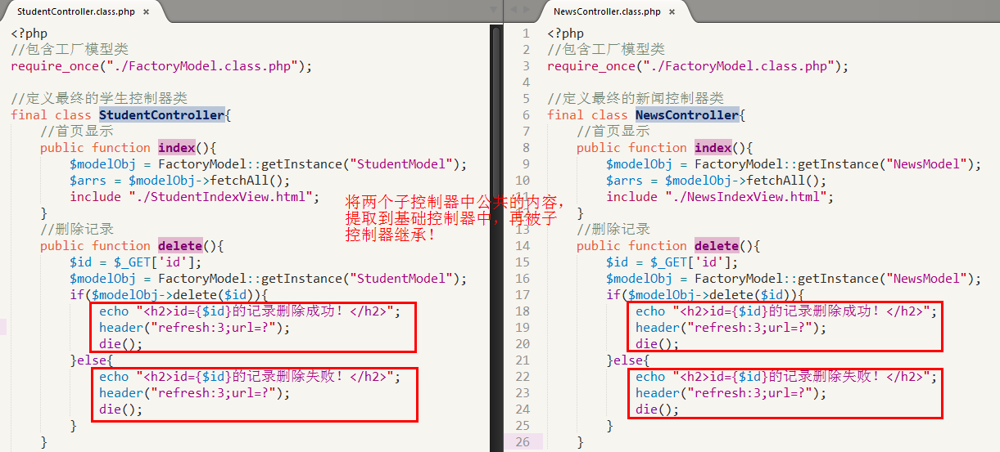 StudentController.class.php ×
<?php
//包含工厂模型类
require_once("./FactoryModel.class.php");
//定义最终的学生控制器类
final class StudentController{
//首页显示
public function index(){
$modelObj = FactoryModel::getInstance("StudentModel");
$arrs = $modelObj->fetchAll();
include "./StudentIndexView.html";
}
//删除记录
public function delete(){
$id = $_GET['id'];
$modelObj = FactoryModel::getInstance("StudentModel");
if($modelObj->delete($id)){
echo "<h2>id={$id}的记录删除成功！</h2>";
header("refresh:3;url=?");
die();
}else{
echo "<h2>id={$id}的记录删除失败！</h2>";
header("refresh:3;url=?");
die();
}
}
将两个子控制器中公共的内容，
提取到基础控制器中，再被子
控制器继承！
NewsController.class.php ×
1 <?php
2 //包含工厂模型类
3 require_once("./FactoryModel.class.php");
4
5 //定义最终的新闻控制器类
6 final class NewsController{
7 //首页显示
8 public function index(){
9 $modelObj = FactoryModel::getInstance("NewsModel");
10 $arrs = $modelObj->fetchAll();
11 include "./NewsIndexView.html";
12 }
13 //删除记录
14 public function delete(){
15 $id = $_GET['id'];
16 $modelObj = FactoryModel::getInstance("NewsModel");
17 if($modelObj->delete($id)){
18 echo "<h2>id={$id}的记录删除成功！</h2>";
19 header("refresh:3;url=?");
20 die();
21 }else{
22 echo "<h2>id={$id}的记录删除失败！</h2>";
23 header("refresh:3;url=?");
24 die();
25 }
26 }